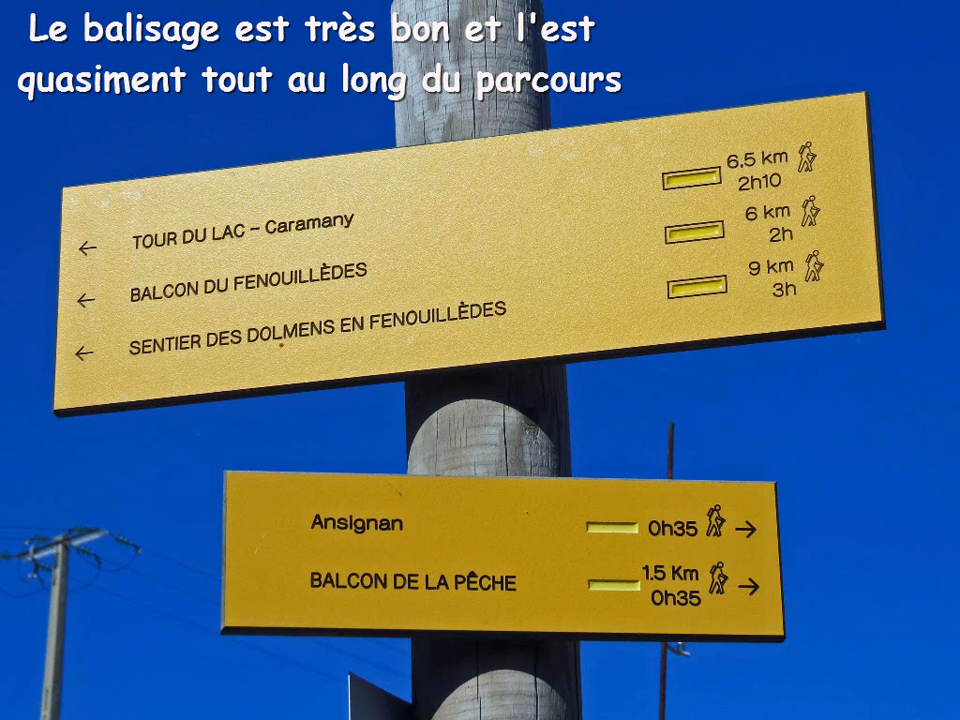 Le balisage est très bon et l'est
quasiment tout au long du parcours
← TOUR DU LAC – Caramany 6.5 km
2h10
← BALCON DU FENOUILLÈDES 6 km
2h
← SENTIER DES DOLMENS EN FENOUILLÈDES 9 km
3h
Ansignan 0h35 →
BALCON DE LA PÊCHE 1.5 Km →
0h35